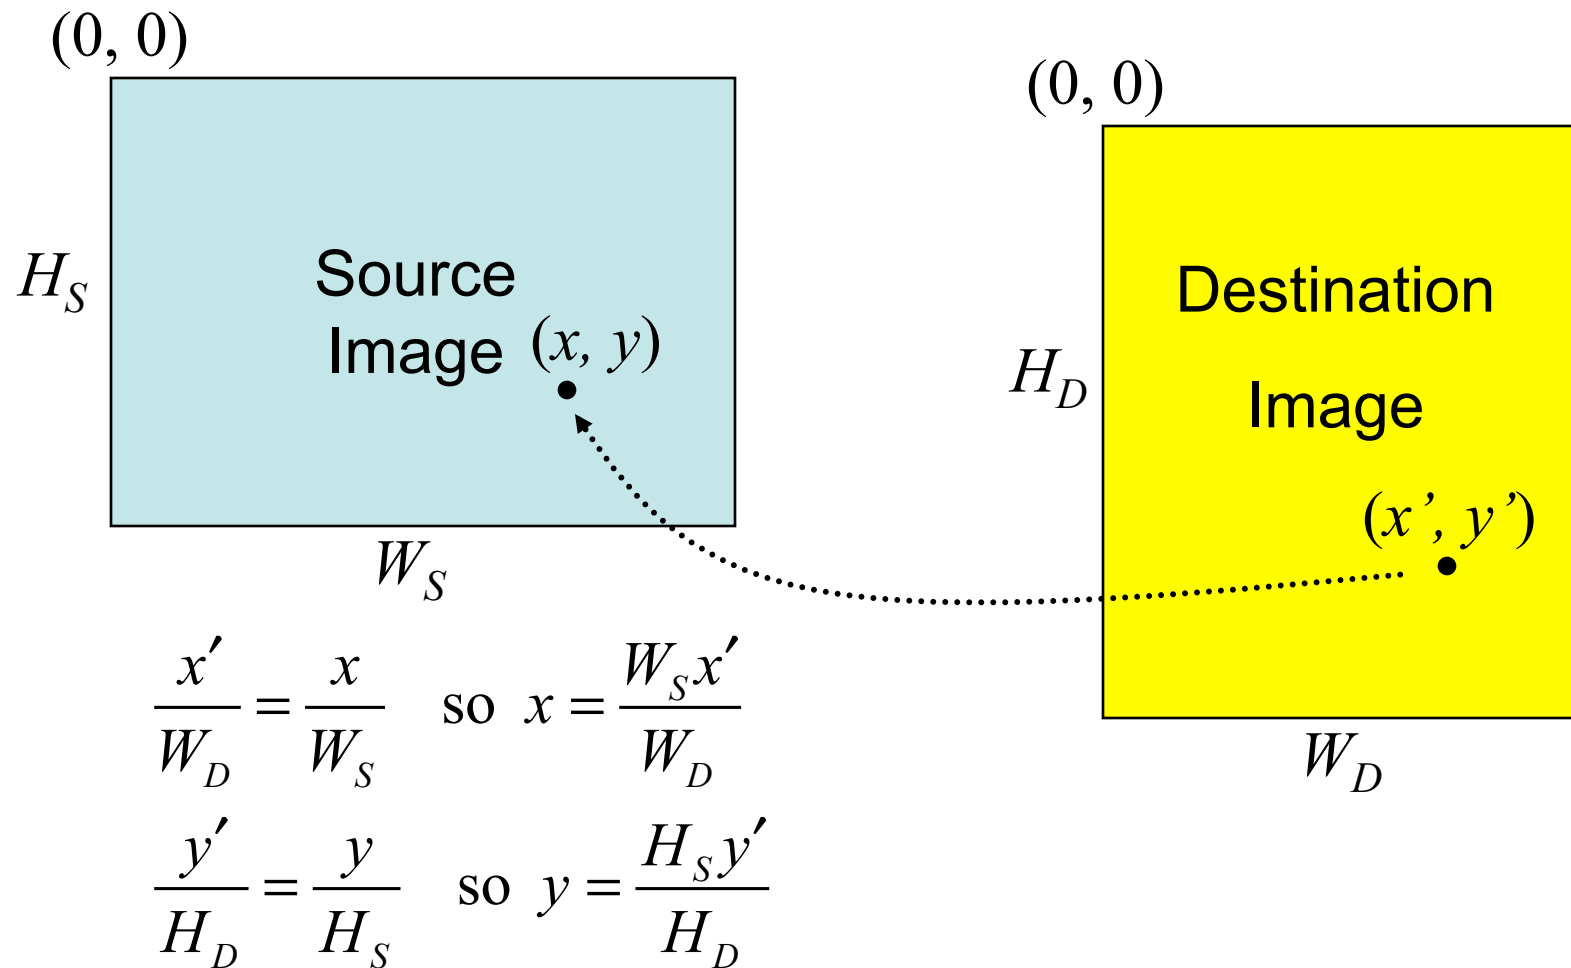 (0, 0)
H_S
Source
Image
(x, y)
W_S
(0, 0)
H_D
Destination
Image
(x’, y’)
W_D
x′/W_D = x/W_S so x = W_S x′/W_D
y′/H_D = y/H_S so y = H_S y′/H_D